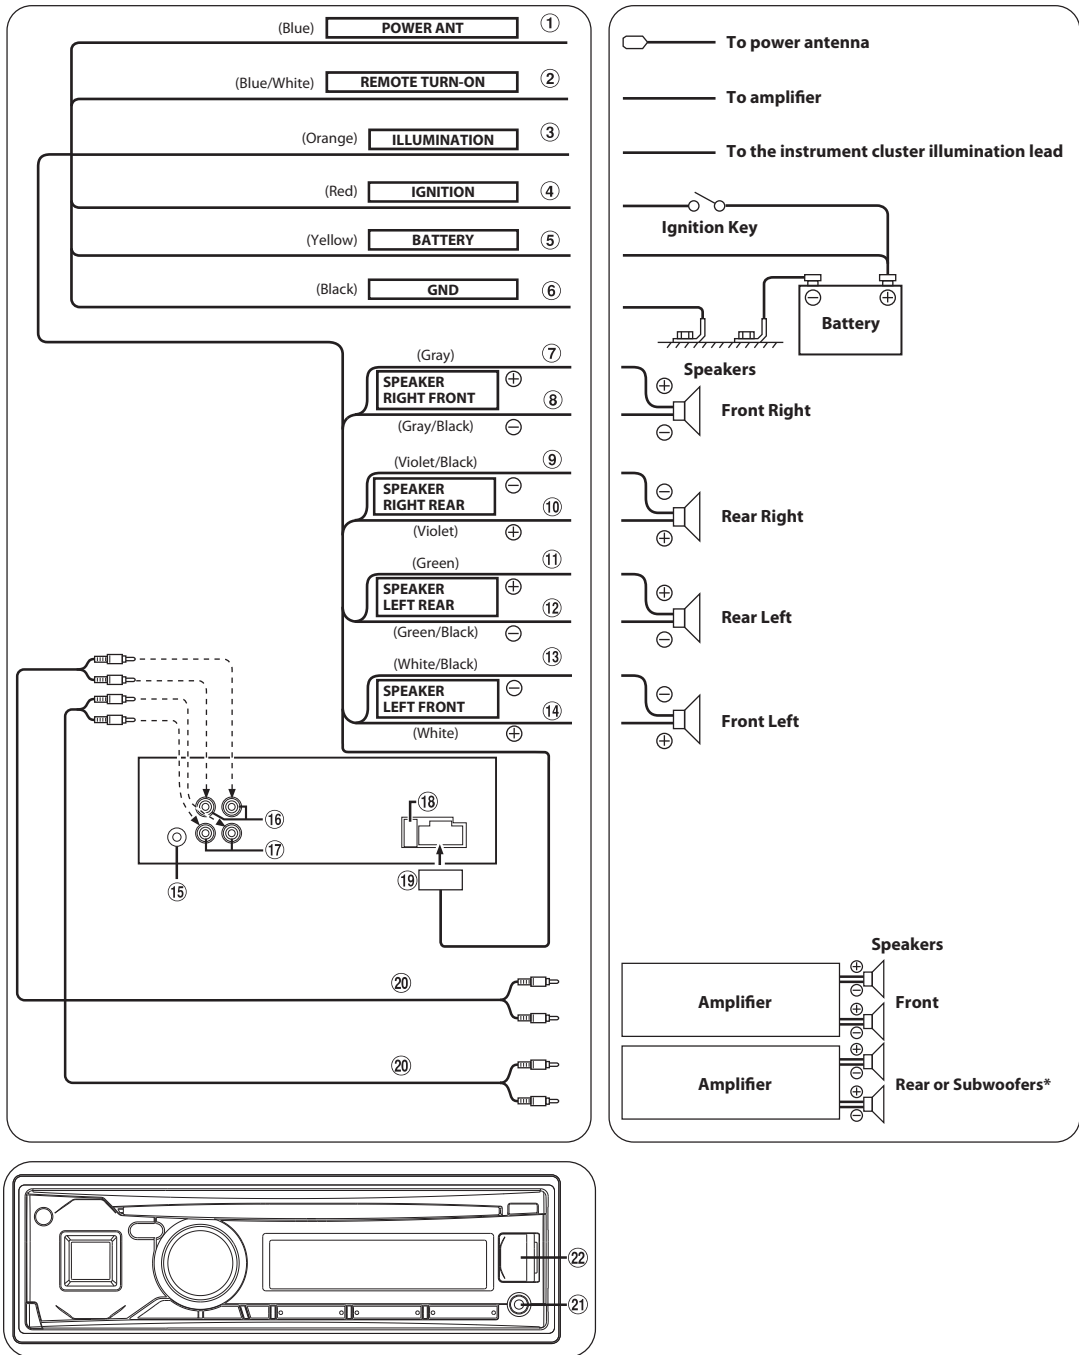 (Blue) POWER ANT ①
(Blue/White) REMOTE TURN-ON ②
(Orange) ILLUMINATION ③
(Red) IGNITION ④
(Yellow) BATTERY ⑤
(Black) GND ⑥
(Gray) ⑦
SPEAKER ⊕
RIGHT FRONT ⑧
(Gray/Black) ⊖
(Violet/Black) ⑨
SPEAKER ⊖
RIGHT REAR ⑩
(Violet) ⊕
(Green) ⑪
SPEAKER ⊕
LEFT REAR ⑫
(Green/Black) ⊖
(White/Black) ⑬
SPEAKER ⊖
LEFT FRONT ⑭
(White) ⊕
⑱
⑯
⑰
⑲
⑮
⑳
⑳
To power antenna
To amplifier
To the instrument cluster illumination lead
Ignition Key
⊖ ⊕
Battery
Speakers
⊕
Front Right
⊖
⊖
Rear Right
⊕
⊕
Rear Left
⊖
⊖
Front Left
⊕
Speakers
⊕
⊖
Amplifier Front
⊕
⊖
⊕
⊖
Amplifier Rear or Subwoofers*
⊕
⊖
㉒
㉑